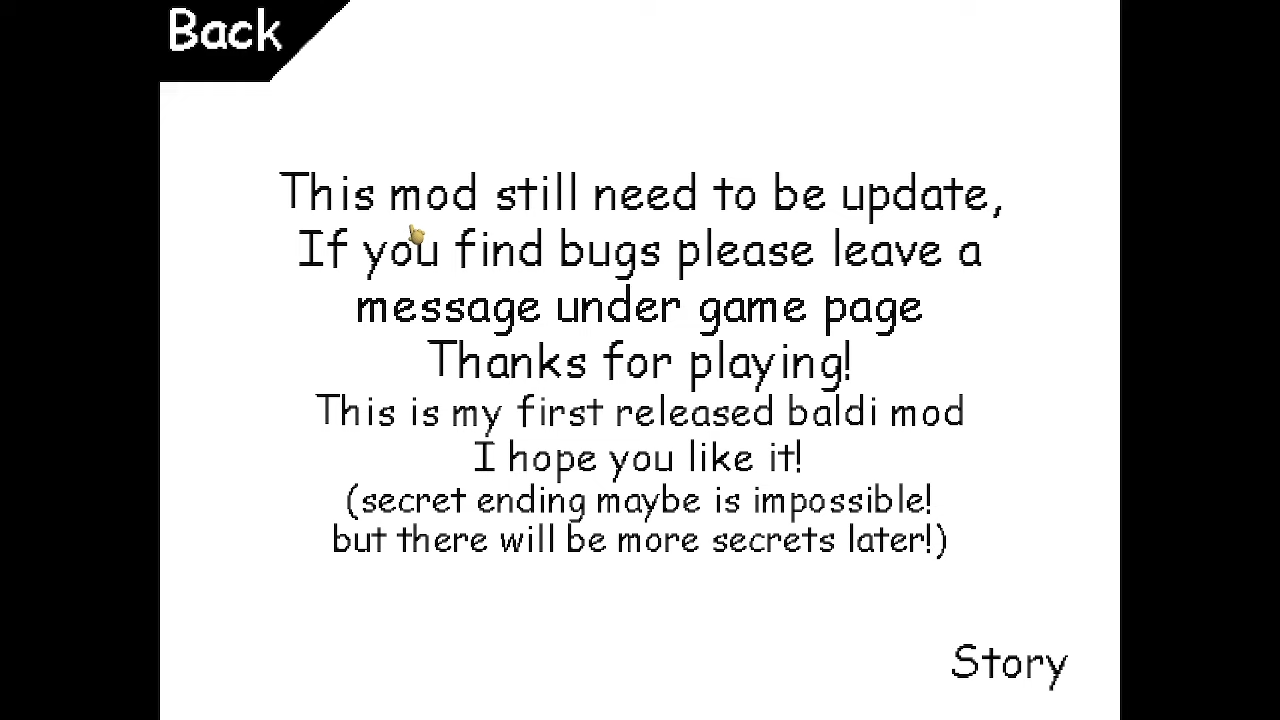 Back
This mod still need to be update,
If you find bugs please leave a
message under game page
Thanks for playing!
This is my first released baldi mod
I hope you like it!
(secret ending maybe is impossible!
but there will be more secrets later!)
Story